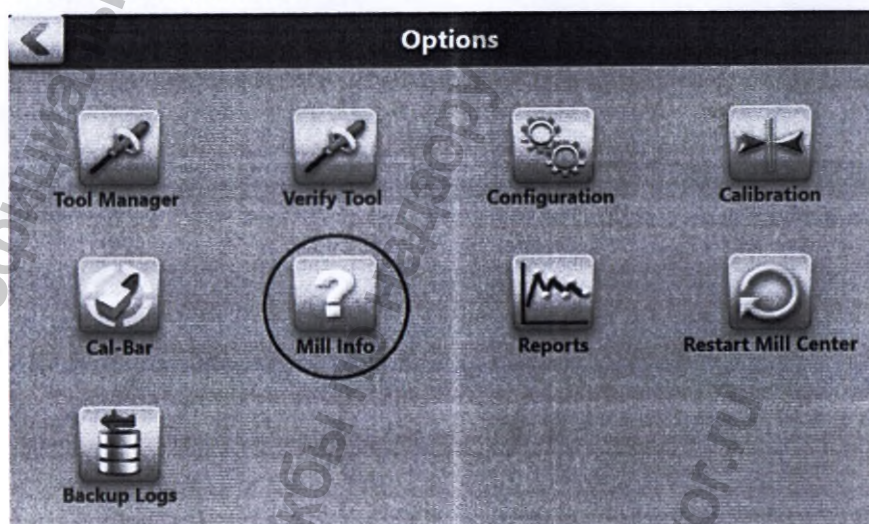 Options
Tool Manager Verify Tool Configuration Calibration
Cal-Bar Mill Info Reports Restart Mill Center
Backup Logs